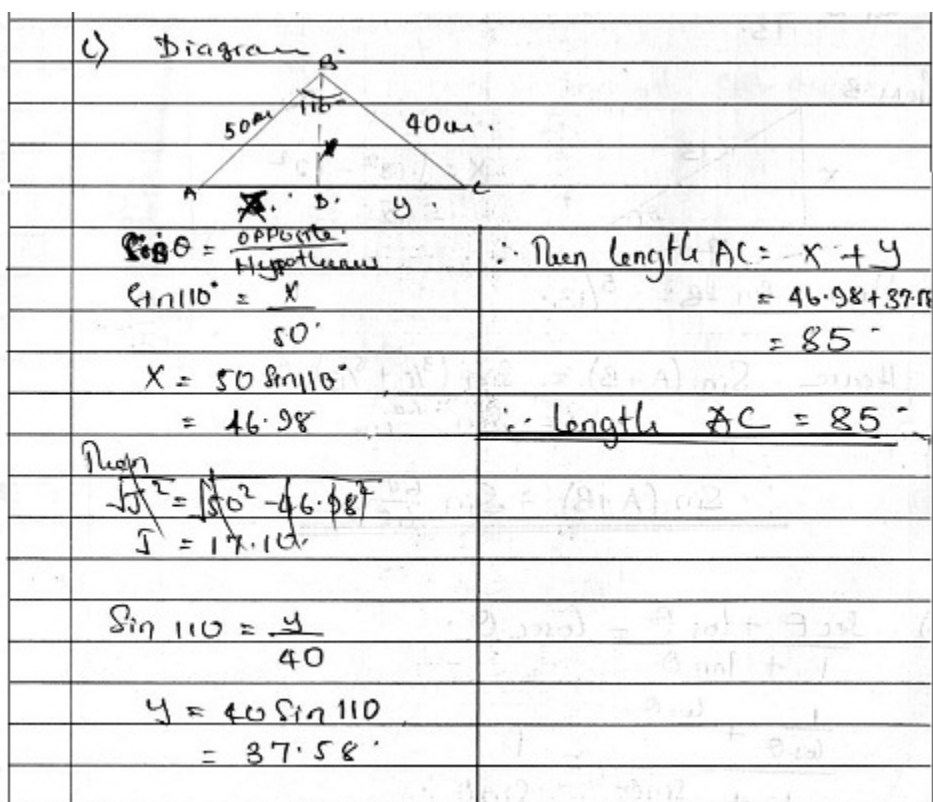 c) Diagram.
B
110
50cm
40cm.
x
A
x.
D.
y.
C
Sinθ = opposite
Hypothenus
Sin110° = x
50
X = 50 Sin110°
= 46.98
Then
√J² = √50² - 46.98²
J = 17.10
Sin 110 = y
40
y = 40 Sin 110
= 37.58
∴ Then length AC = x + y
= 46.98 + 37.58
= 85
∴ Length AC = 85